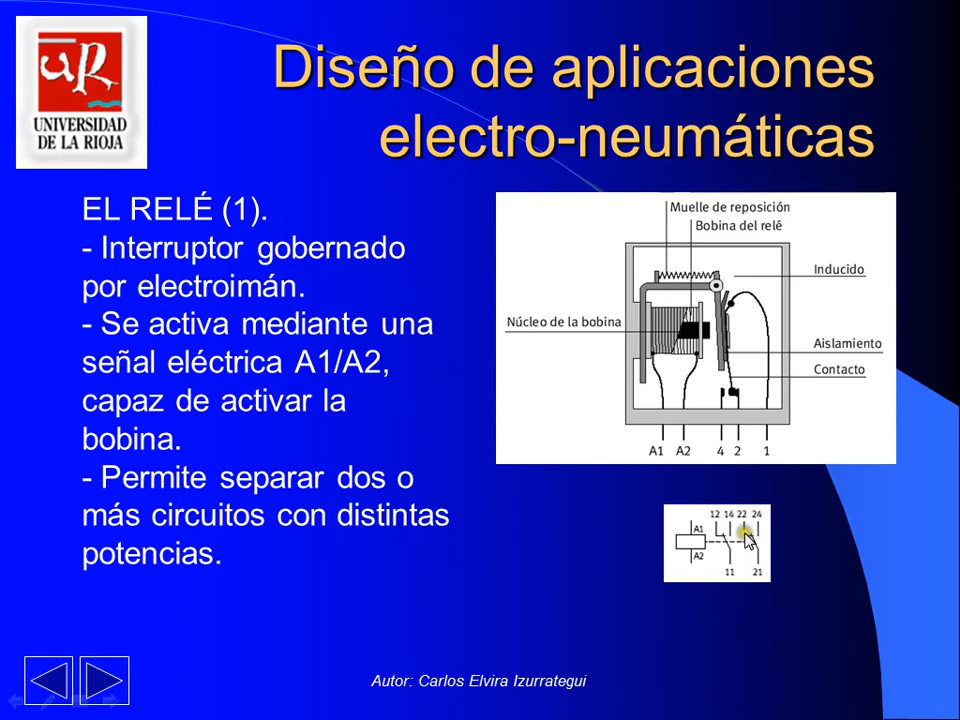 UNIVERSIDAD
DE LA RIOJA
Diseño de aplicaciones
electro-neumáticas
EL RELÉ (1).
- Interruptor gobernado
por electroimán.
- Se activa mediante una
señal eléctrica A1/A2,
capaz de activar la
bobina.
- Permite separar dos o
más circuitos con distintas
potencias.
Muelle de reposición
Bobina del relé
Inducido
Núcleo de la bobina
Aislamiento
Contacto
A1 A2 4 2 1
12 14 22 24
A1
A2
11 21
Autor: Carlos Elvira Izurrategui